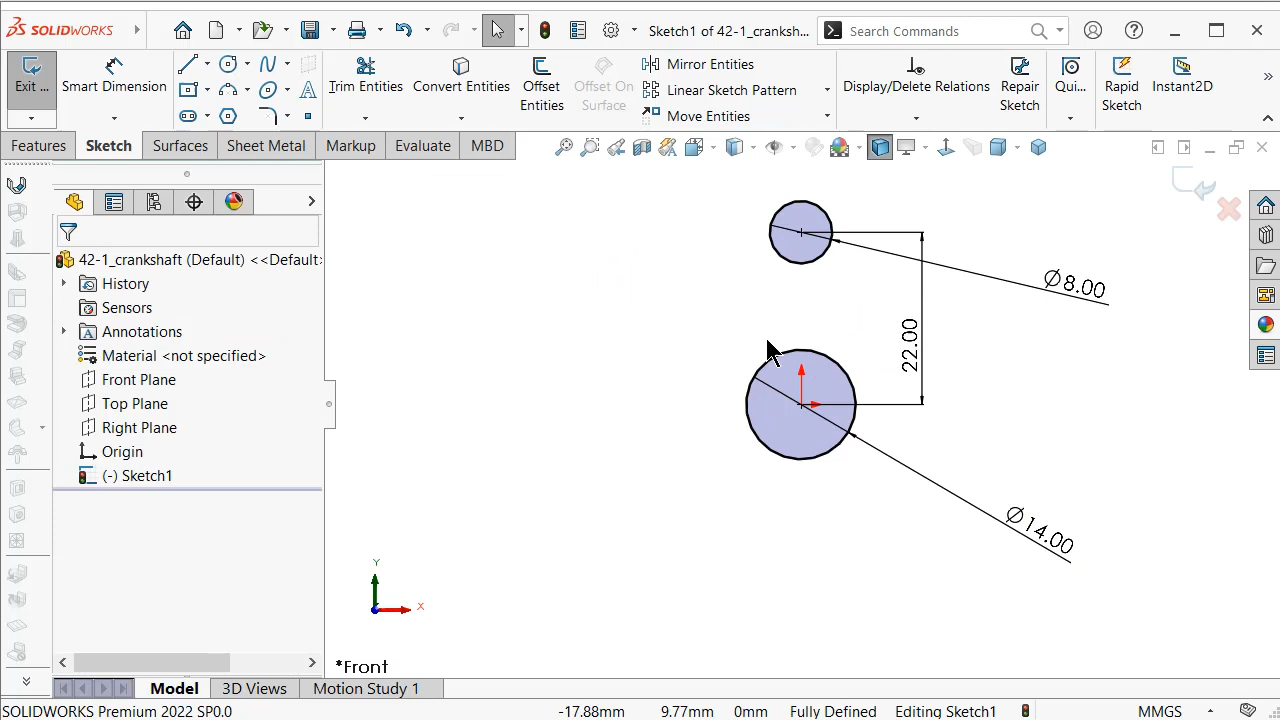 SOLIDWORKS
Sketch1 of 42-1_cranksh...
Search Commands
Exit ...
Smart Dimension
Trim Entities
Convert Entities
Offset
Entities
Offset On
Surface
Mirror Entities
Linear Sketch Pattern
Move Entities
Display/Delete Relations
Repair
Sketch
Qui...
Rapid
Sketch
Instant2D
Features
Sketch
Surfaces
Sheet Metal
Markup
Evaluate
MBD
42-1_crankshaft (Default) <<Default:
History
Sensors
Annotations
Material <not specified>
Front Plane
Top Plane
Right Plane
Origin
(-) Sketch1
∅8.00
22.00
∅14.00
Y
X
*Front
Model
3D Views
Motion Study 1
SOLIDWORKS Premium 2022 SP0.0
-17.88mm
9.77mm
0mm
Fully Defined
Editing Sketch1
MMGS